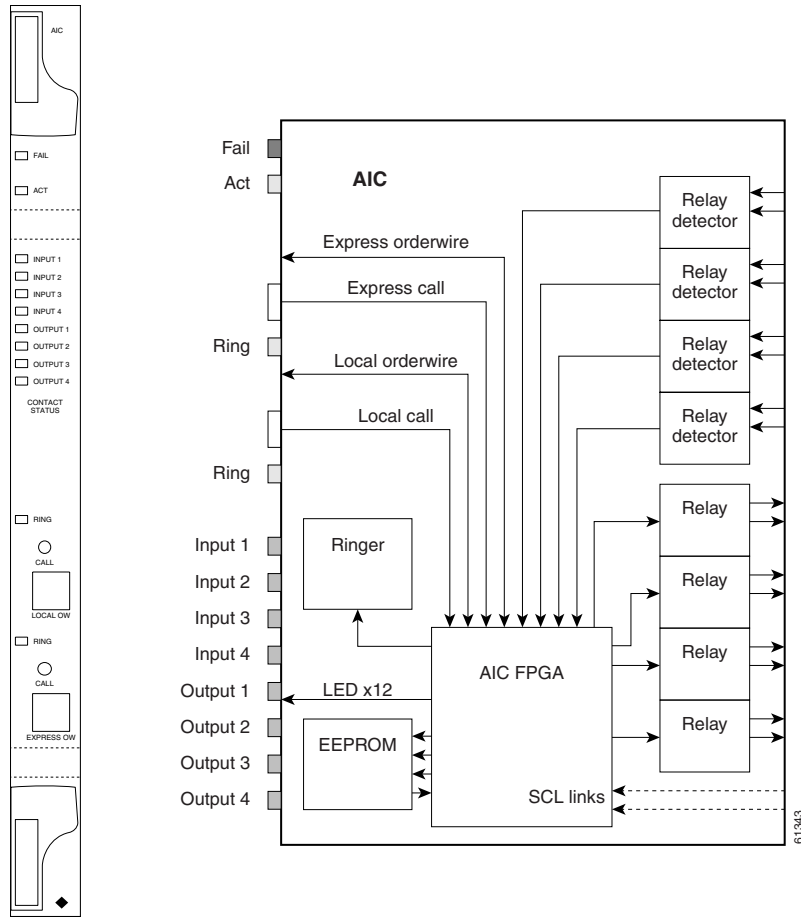 AIC
FAIL
ACT
INPUT 1
INPUT 2
INPUT 3
INPUT 4
OUTPUT 1
OUTPUT 2
OUTPUT 3
OUTPUT 4
CONTACT
STATUS
RING
CALL
LOCAL OW
RING
CALL
EXPRESS OW
Fail
Act
Ring
Ring
Input 1
Input 2
Input 3
Input 4
Output 1
Output 2
Output 3
Output 4
AIC
Express orderwire
Express call
Local orderwire
Local call
Ringer
LED x12
EEPROM
AIC FPGA
SCL links
Relay
detector
Relay
detector
Relay
detector
Relay
detector
Relay
Relay
Relay
Relay
61343